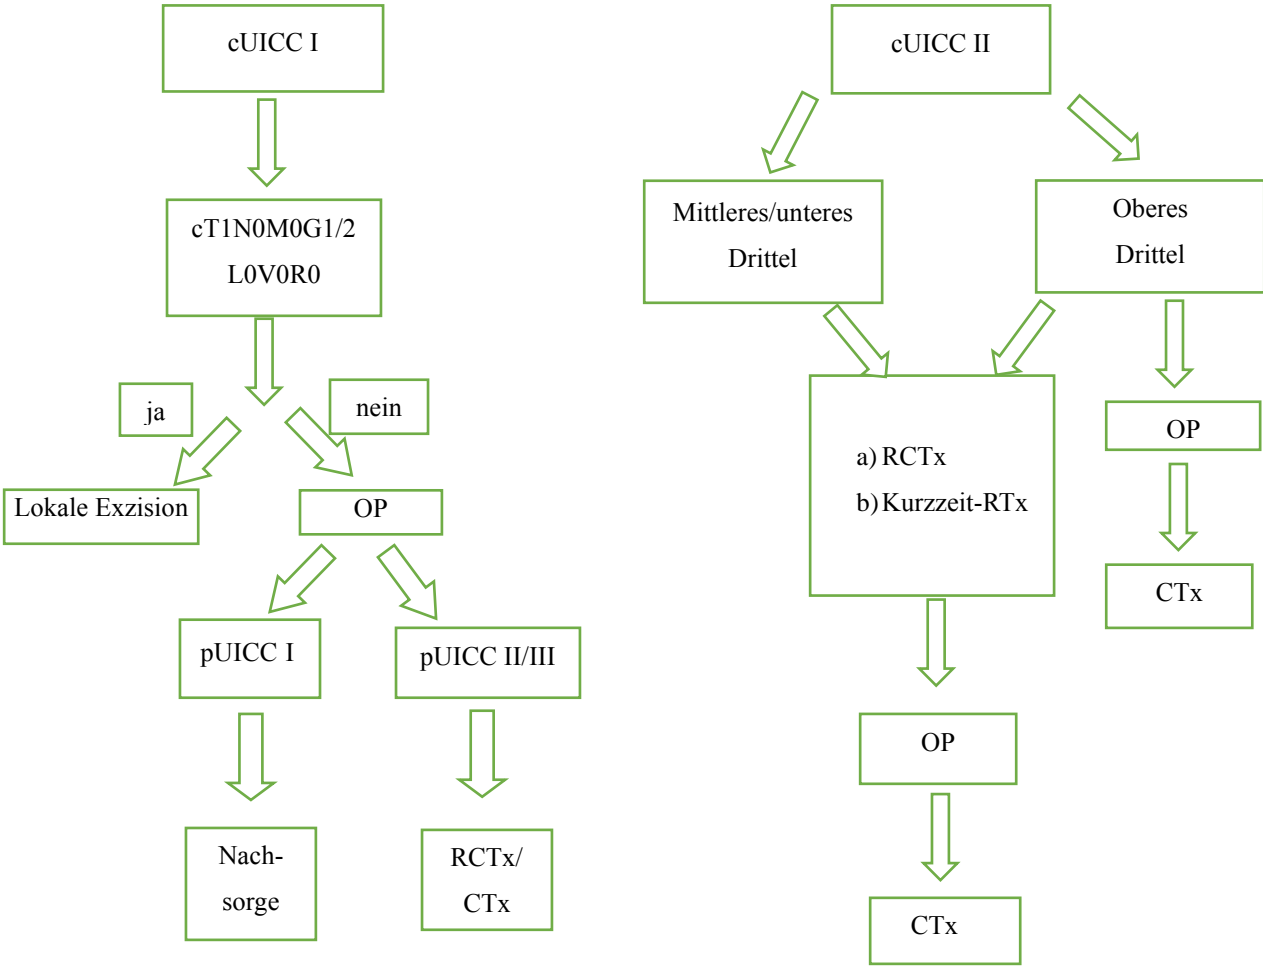 cUICC I
cT1N0M0G1/2
L0V0R0
ja
nein
Lokale Exzision
OP
pUICC I
pUICC II/III
Nach-
sorge
RCTx/
CTx
cUICC II
Mittleres/unteres
Drittel
Oberes
Drittel
a) RCTx
b) Kurzzeit-RTx
OP
CTx
OP
CTx